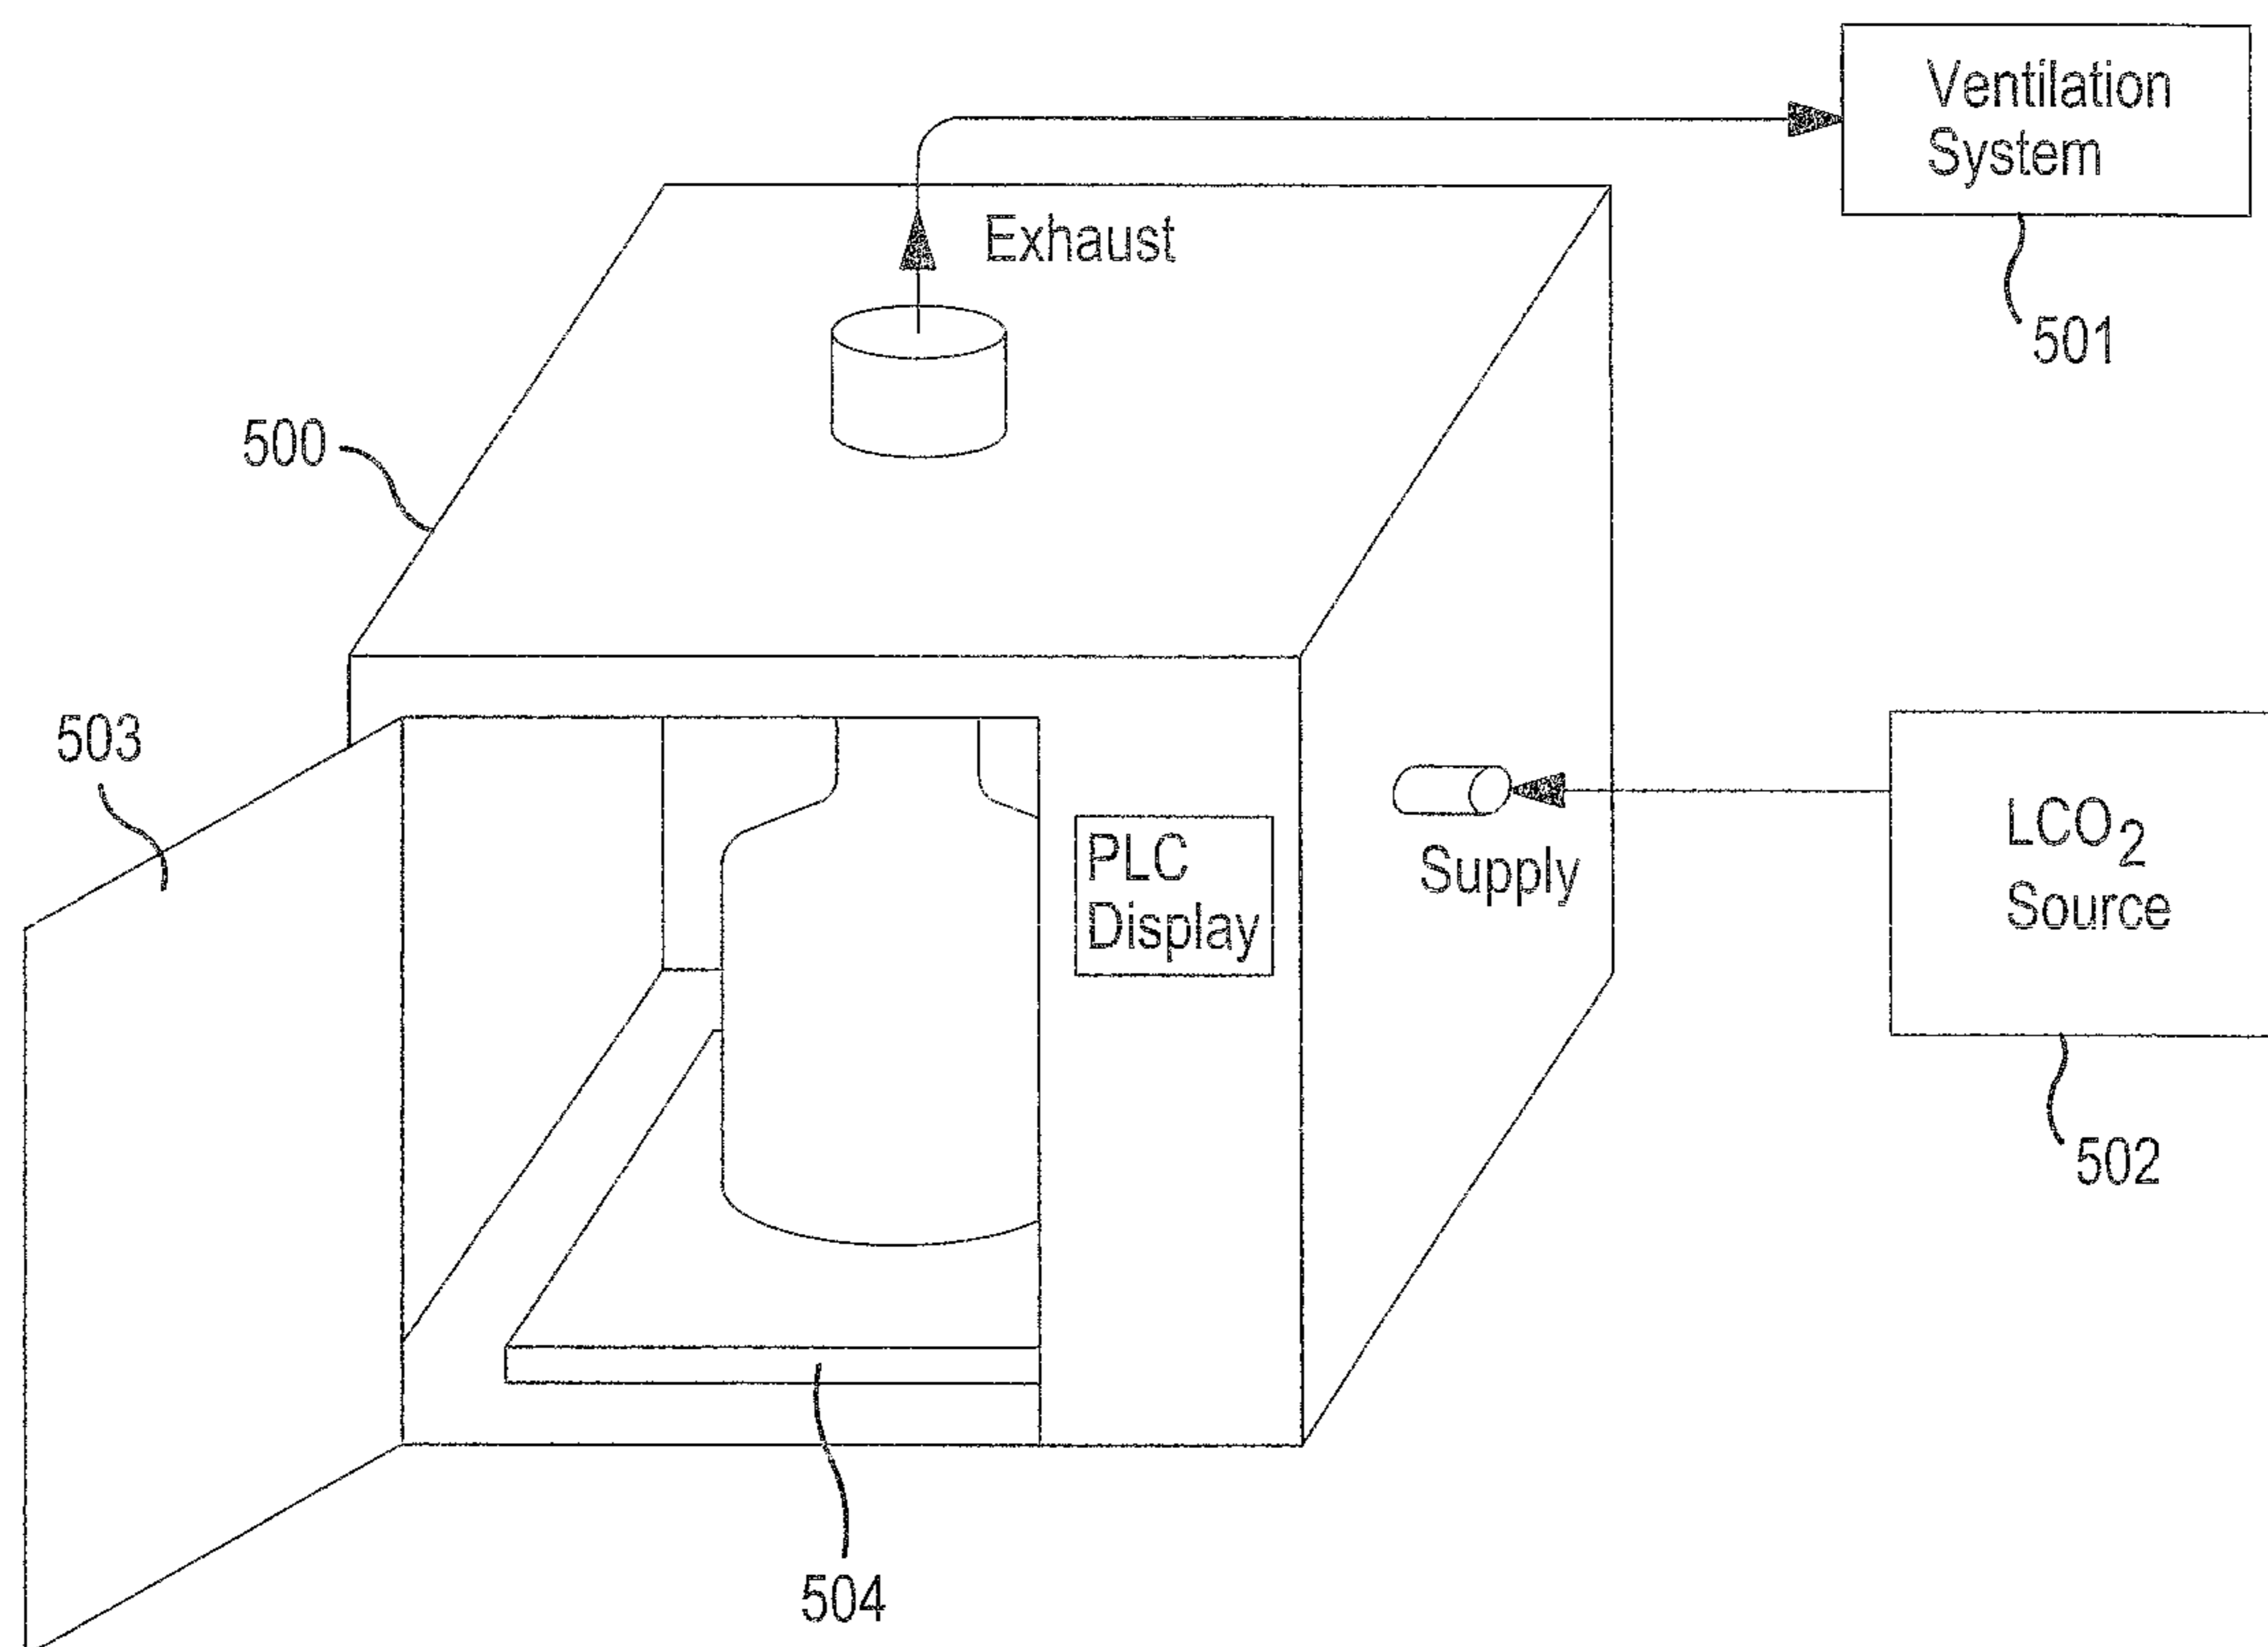 Ventilation
System
Exhaust
501
500
503
PLC
Display
Supply
LCO2
Source
502
504